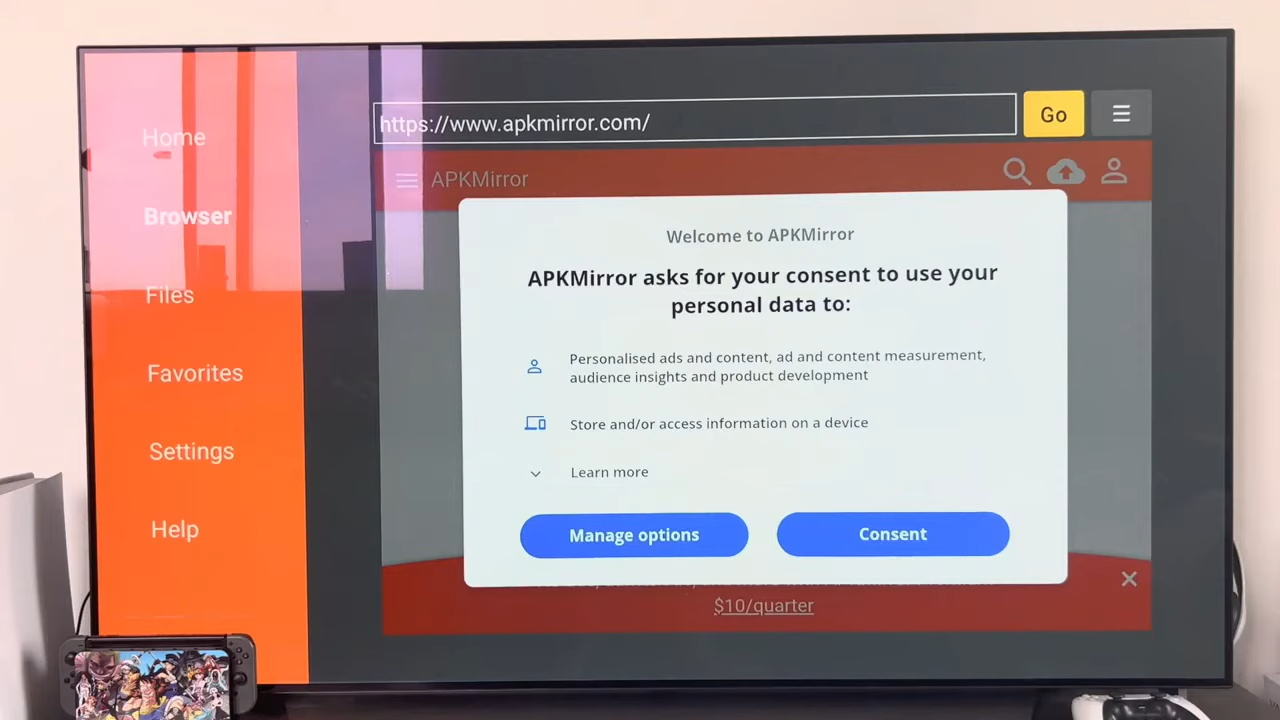 Home
Browser
Files
Favorites
Settings
Help
https://www.apkmirror.com/
Go
APKMirror
Welcome to APKMirror
APKMirror asks for your consent to use your
personal data to:
Personalised ads and content, ad and content measurement,
audience insights and product development
Store and/or access information on a device
Learn more
Manage options
Consent
$10/quarter